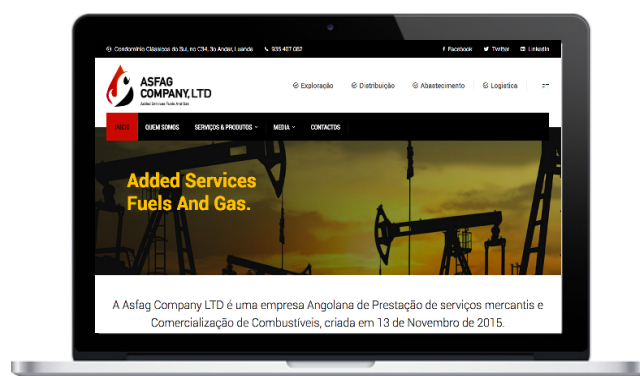 Condomínio Clássicos do Sul, no C34, 3o Andar, Luanda 935 467 082 Facebook Twitter LinkedIn
ASFAG
COMPANY, LTD
Added Services Fuels And Gas
Exploração Distribuição Abastecimento Logistica
INÍCIO QUEM SOMOS SERVIÇOS & PRODUTOS MEDIA CONTACTOS
Added Services
Fuels And Gas.
A Asfag Company LTD é uma empresa Angolana de Prestação de serviços mercantis e
Comercialização de Combustíveis, criada em 13 de Novembro de 2015.